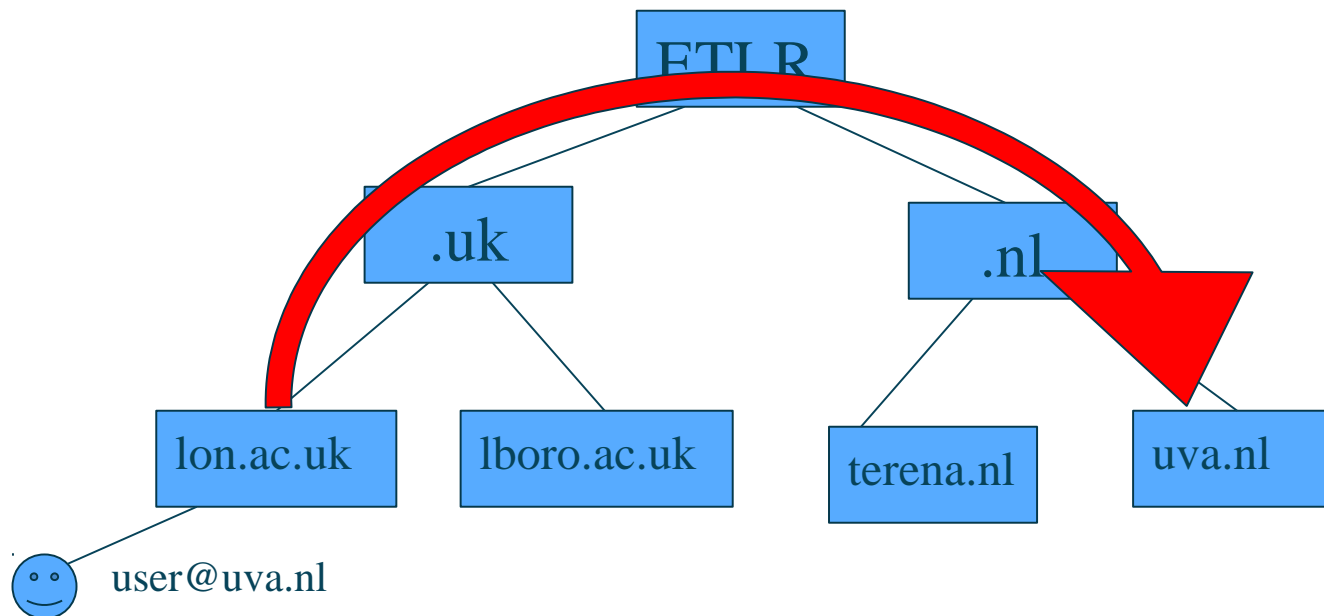 ETLR
.uk
.nl
lon.ac.uk
lboro.ac.uk
terena.nl
uva.nl
user@uva.nl